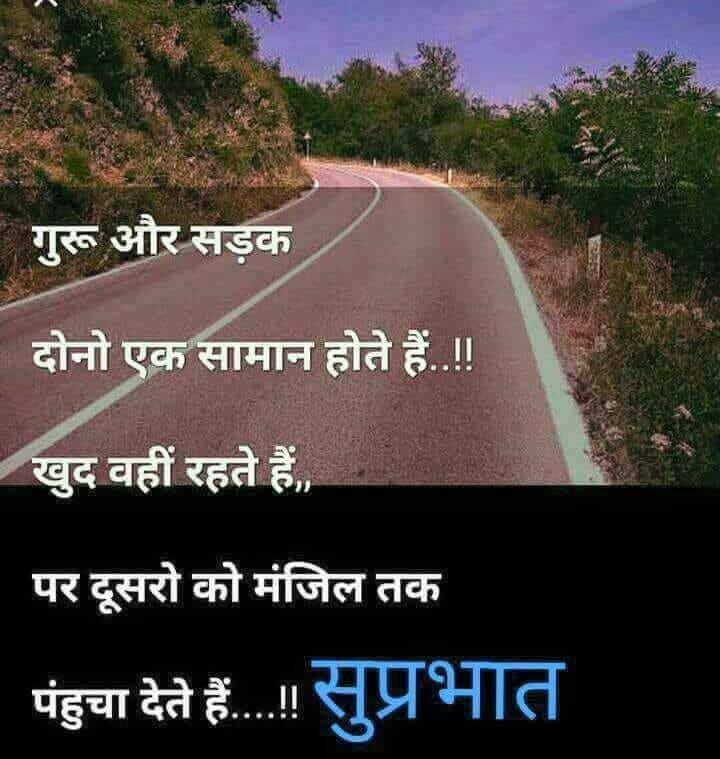 गुरू और सड़क
दोनो एक सामान होते हैं..!!
खुद वहीं रहते हैं,,
पर दूसरो को मंजिल तक
पंहुचा देते हैं....!! सुप्रभात